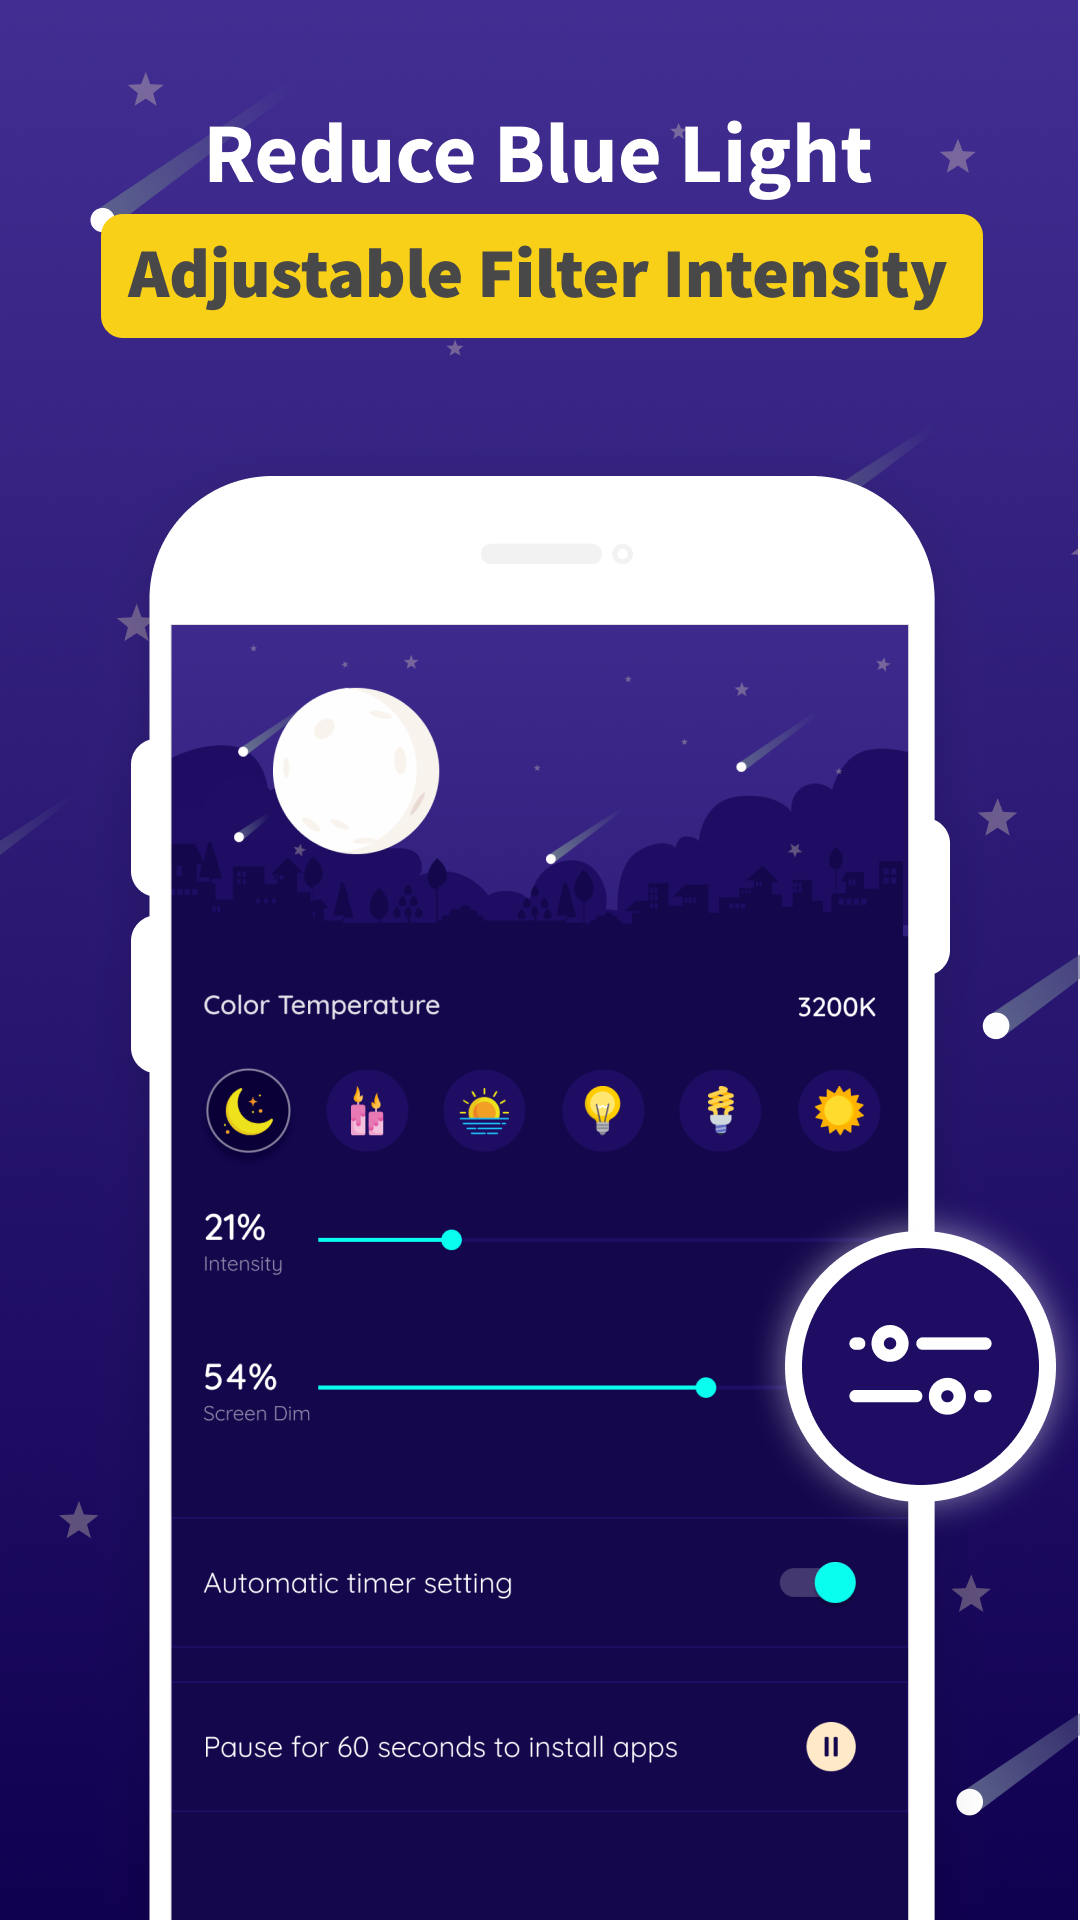 Reduce Blue Light
Adjustable Filter Intensity
Color Temperature 3200K
21%
Intensity
54%
Screen Dim
Automatic timer setting
Pause for 60 seconds to install apps